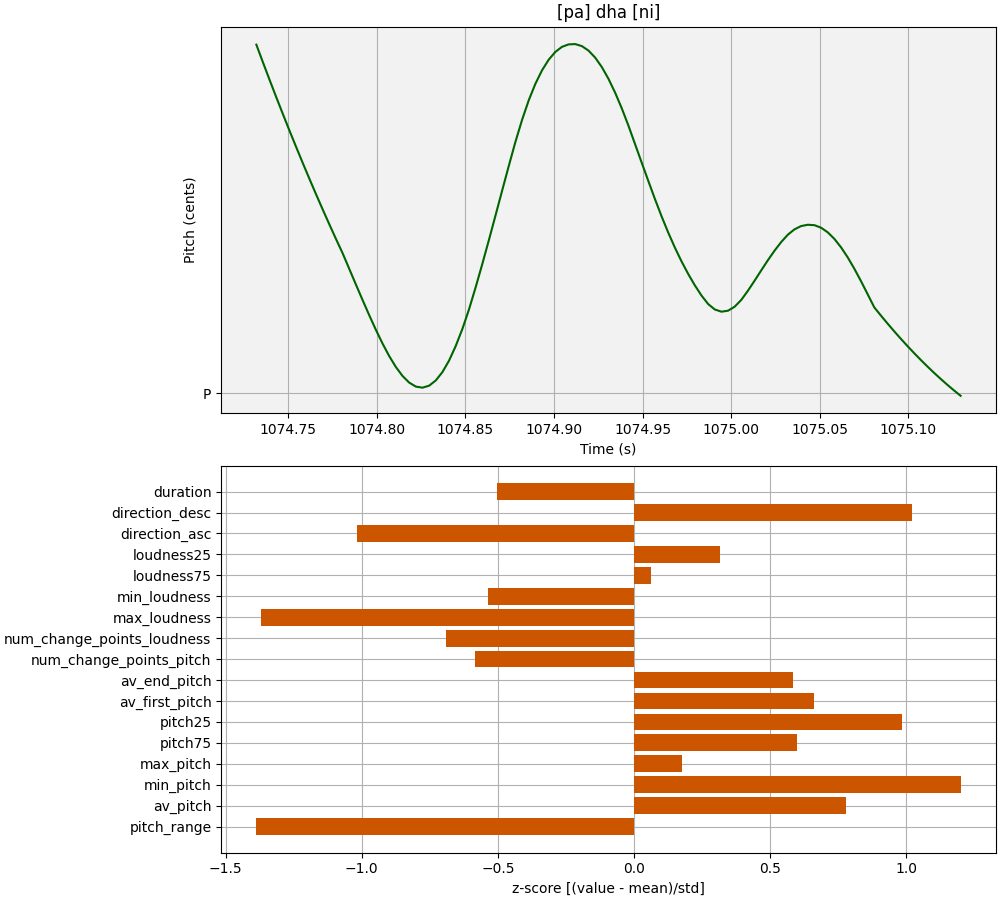 [pa] dha [ni]
Pitch (cents)
P
1074.75 1074.80 1074.85 1074.90 1074.95 1075.00 1075.05 1075.10
Time (s)
duration
direction_desc
direction_asc
loudness25
loudness75
min_loudness
max_loudness
num_change_points_loudness
num_change_points_pitch
av_end_pitch
av_first_pitch
pitch25
pitch75
max_pitch
min_pitch
av_pitch
pitch_range
−1.5 −1.0 −0.5 0.0 0.5 1.0
z-score [(value - mean)/std]